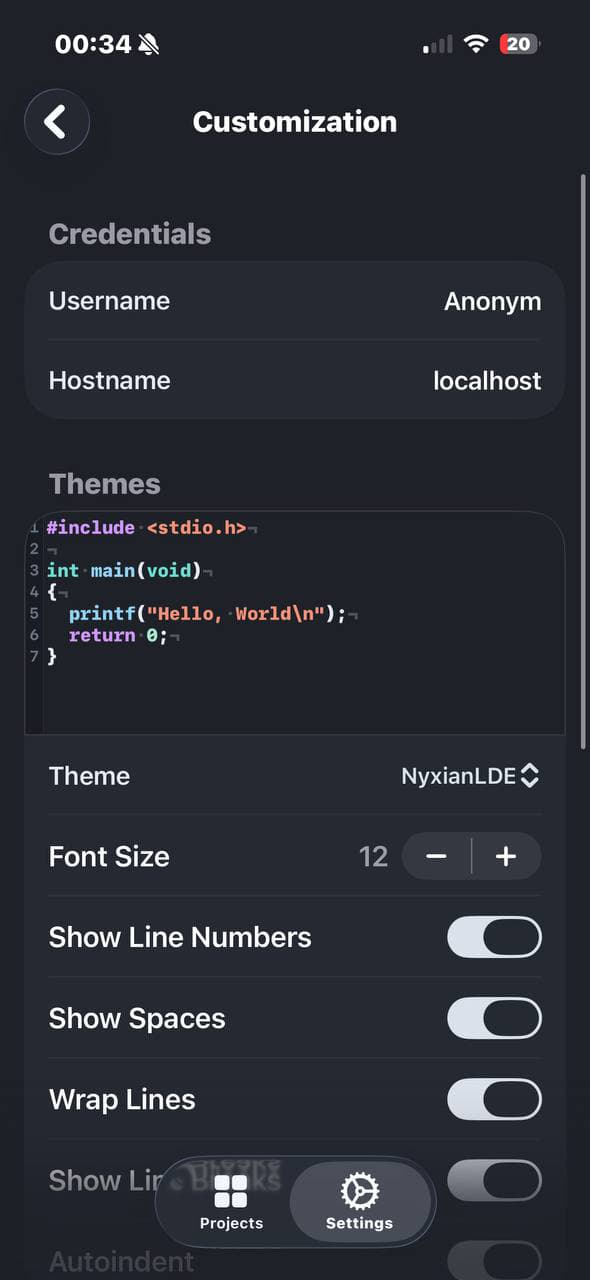 00:34
20
Customization
Credentials
Username Anonym
Hostname localhost
Themes
1 #include·<stdio.h>¬
2 ¬
3 int·main(void)¬
4 {¬
5 printf("Hello,·World\n");¬
6 return·0;¬
7 }
Theme NyxianLDE
Font Size 12 − +
Show Line Numbers
Show Spaces
Wrap Lines
Show Line Breaks
Projects Settings
Autoindent